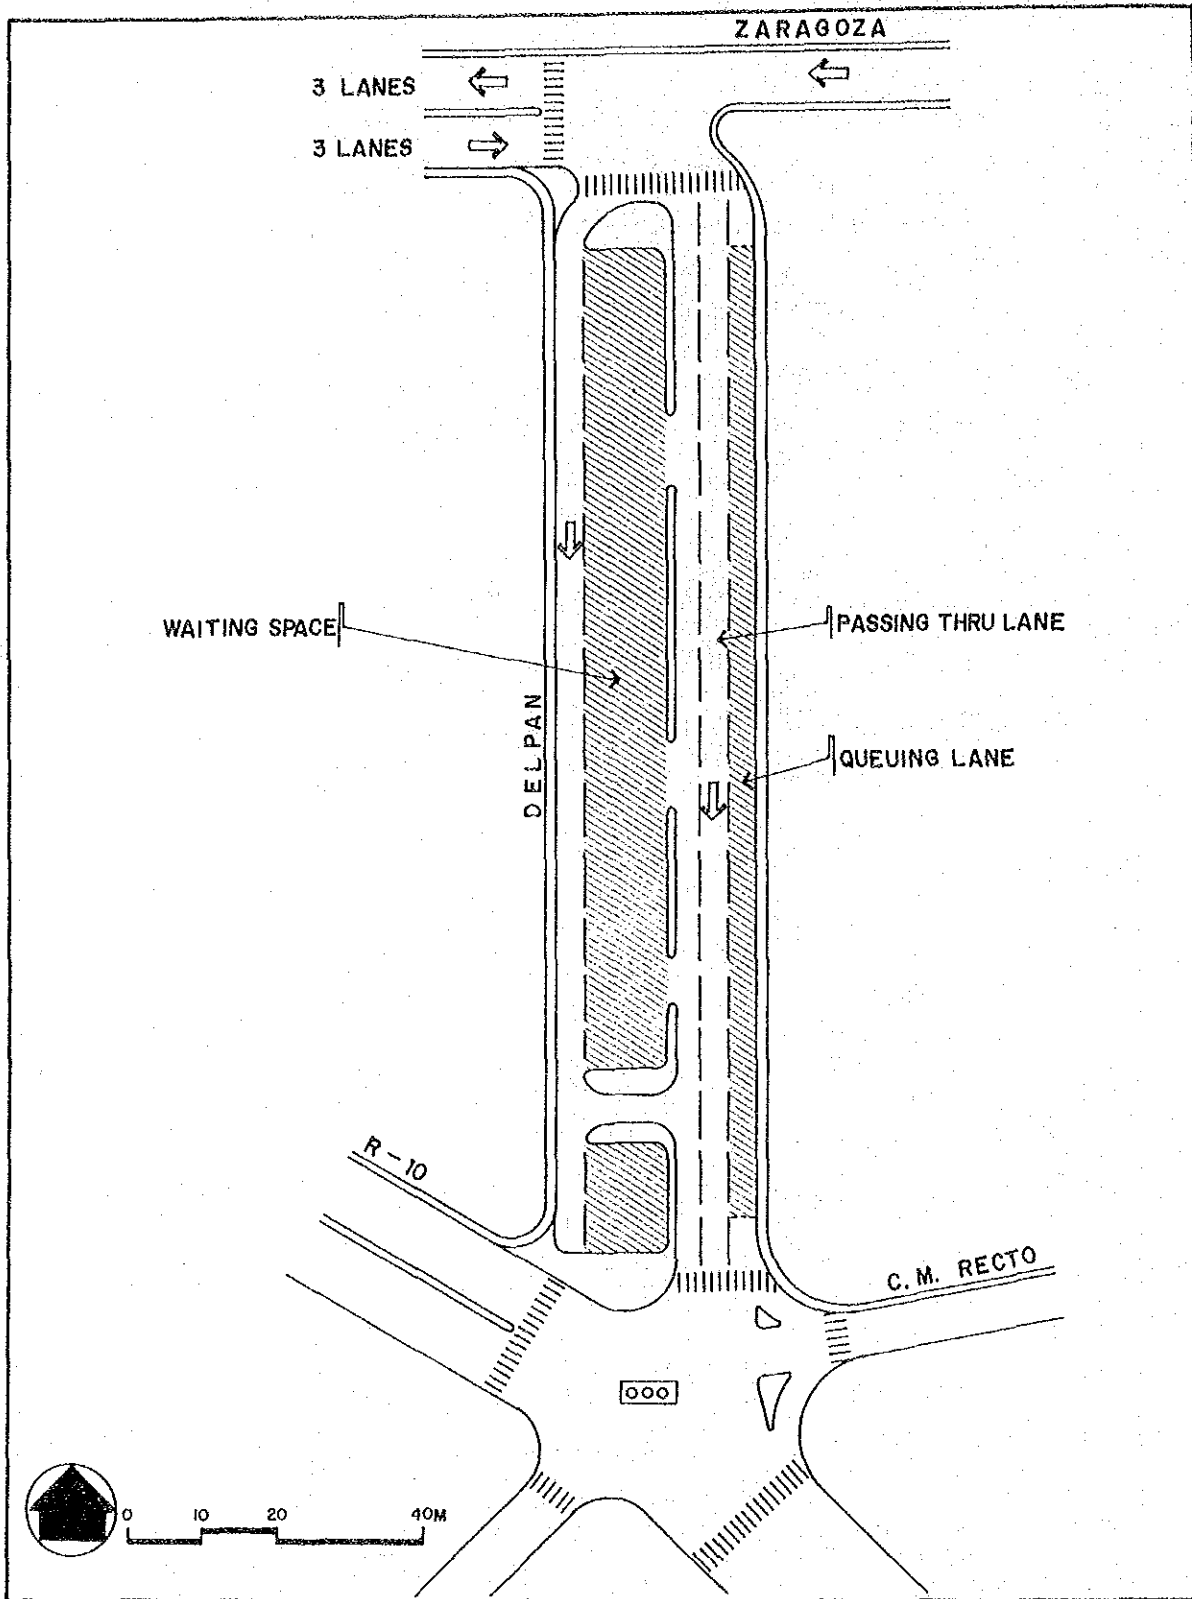 ZARAGOZA
3 LANES
3 LANES
WAITING SPACE
PASSING THRU LANE
DELPAN
QUEUING LANE
R-10
C.M. RECTO
0 10 20 40M